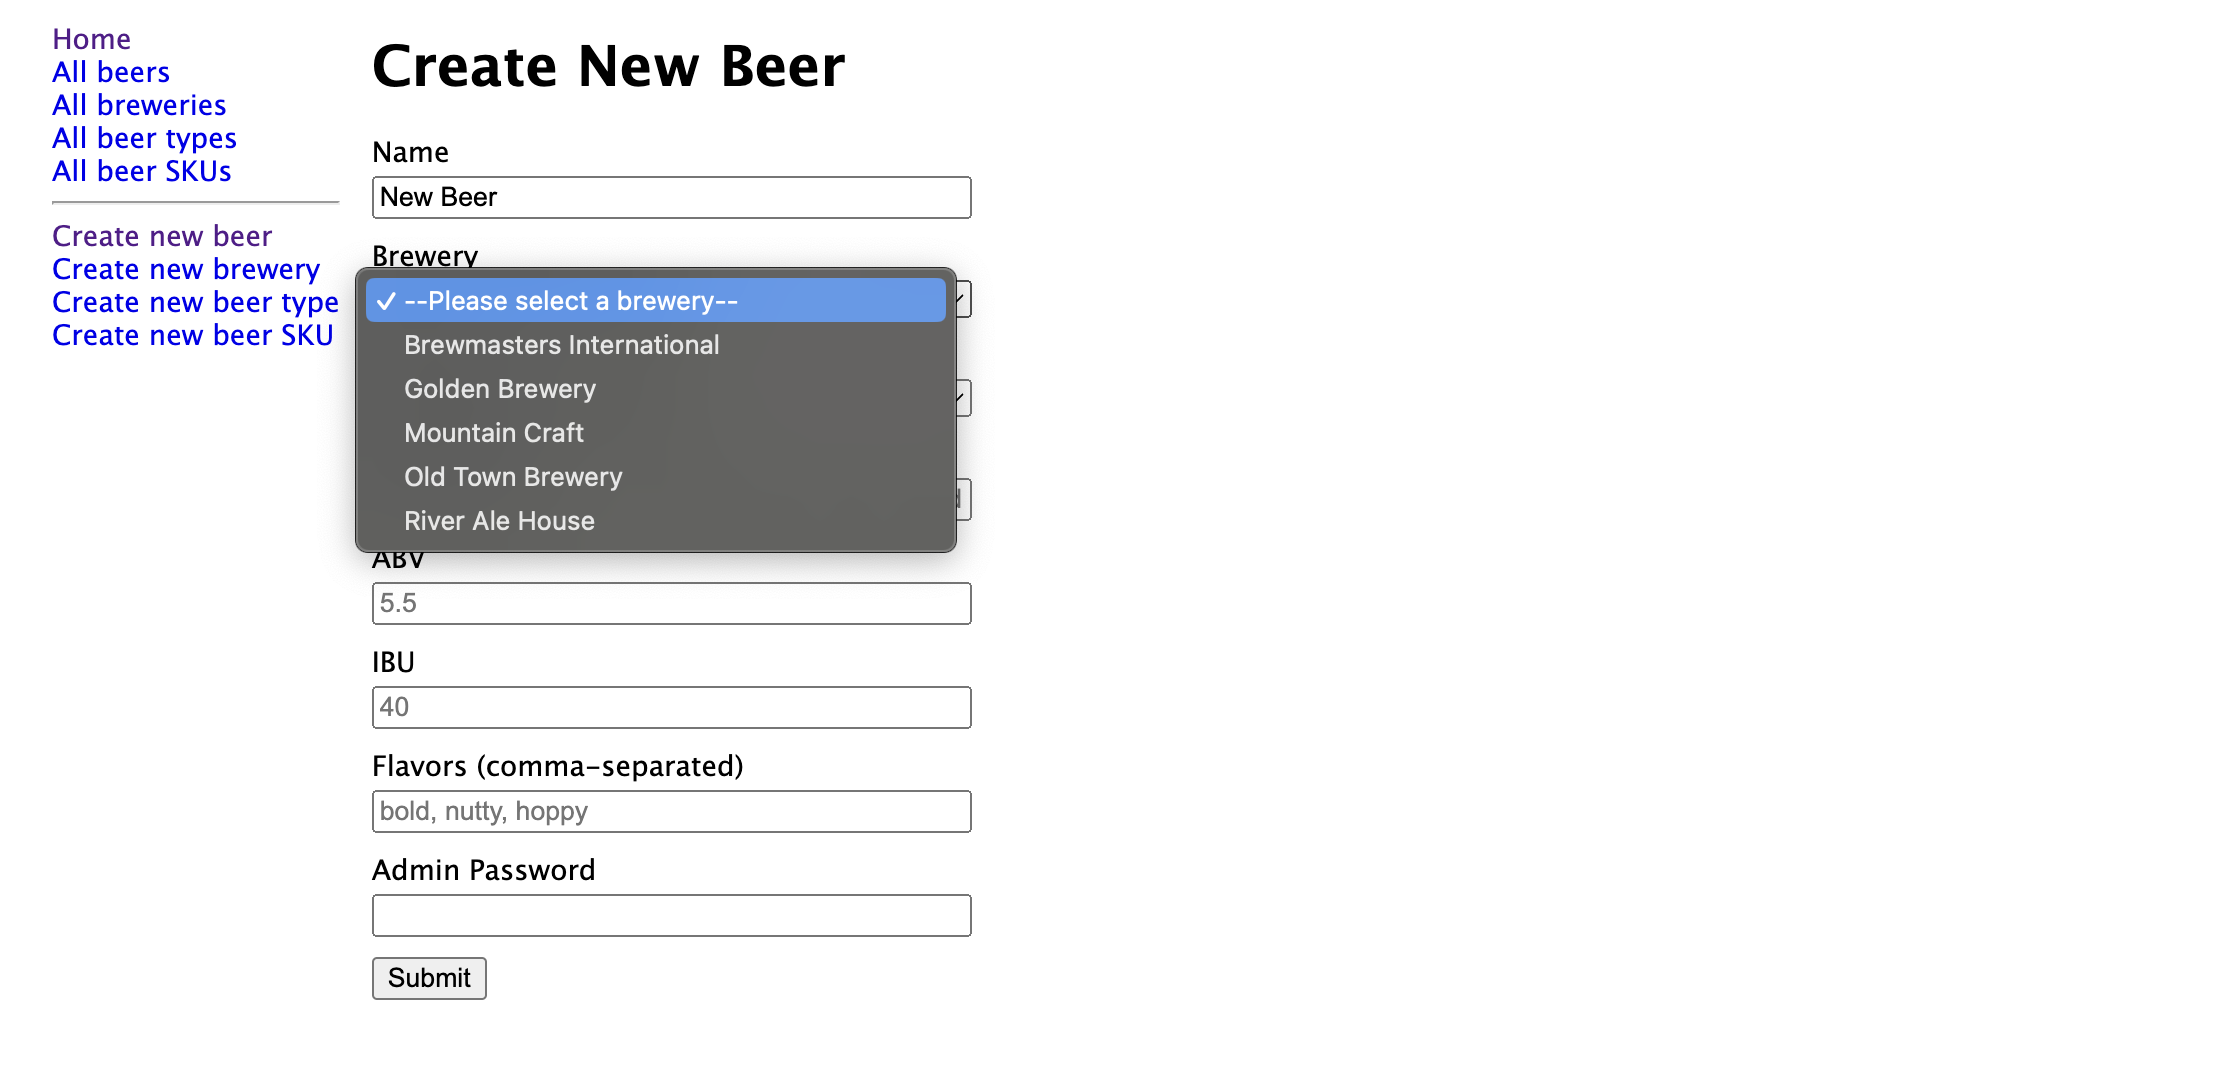 Home
All beers
All breweries
All beer types
All beer SKUs
Create new beer
Create new brewery
Create new beer type
Create new beer SKU
Create New Beer
Name
New Beer
Brewery
✓ --Please select a brewery--
Brewmasters International
Golden Brewery
Mountain Craft
Old Town Brewery
River Ale House
ABV
5.5
IBU
40
Flavors (comma-separated)
bold, nutty, hoppy
Admin Password
Submit